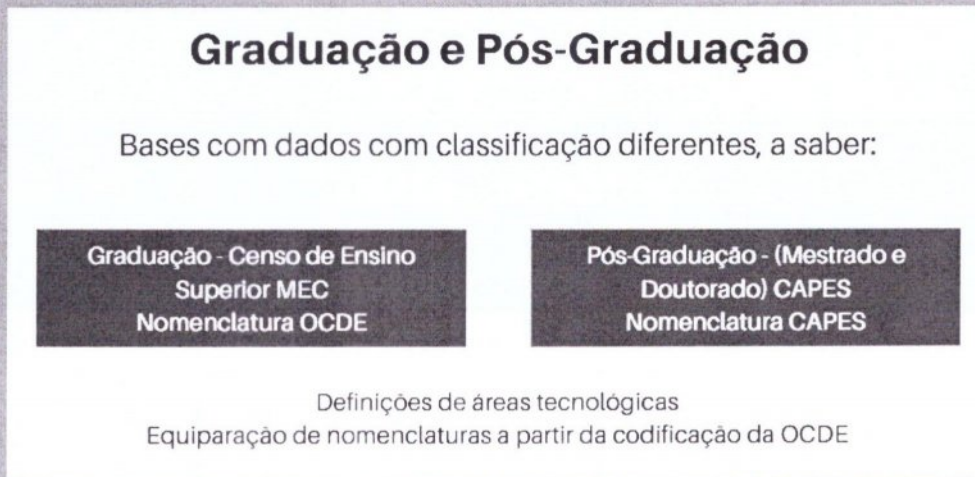 Graduação e Pós-Graduação
Bases com dados com classificação diferentes, a saber:
Graduação - Censo de Ensino
Superior MEC
Nomenclatura OCDE
Pós-Graduação - (Mestrado e
Doutorado) CAPES
Nomenclatura CAPES
Definições de áreas tecnológicas
Equiparação de nomenclaturas a partir da codificação da OCDE